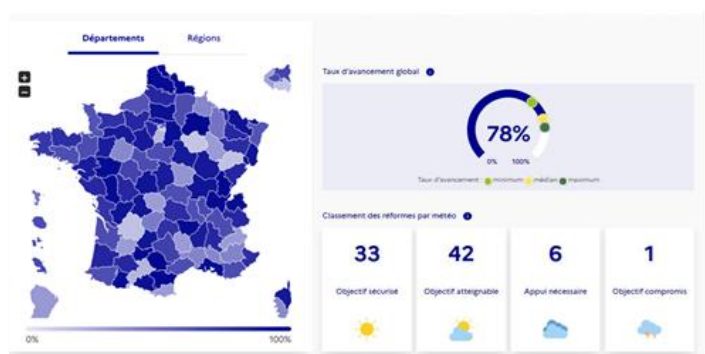 Départements Régions
+
−
0% 100%
Taux d'avancement global i
78%
0% 100%
Taux d'avancement : minimum médian maximum
Classement des réformes par météo i
33 42 6 1
Objectif sécurisé Objectif atteignable Appui nécessaire Objectif compromis